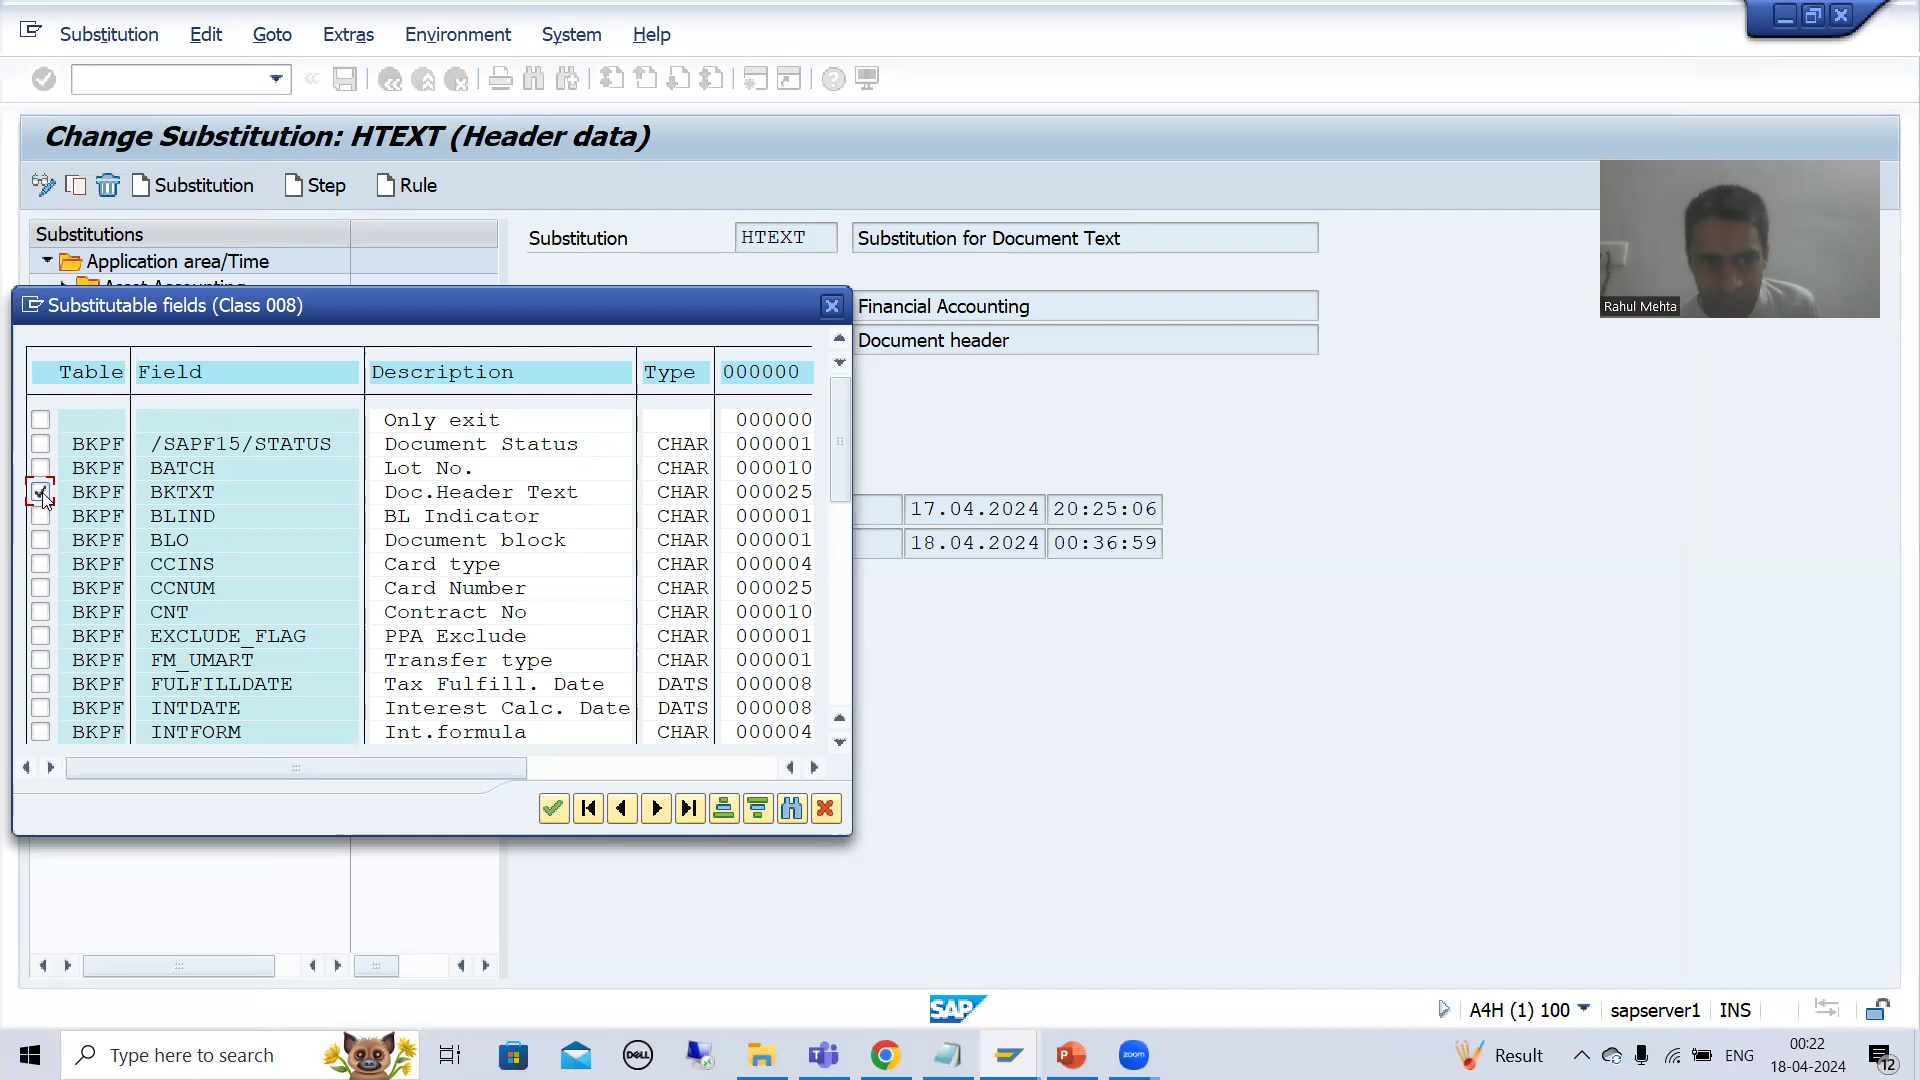 Substitution Edit Goto Extras Environment System Help
Change Substitution: HTEXT (Header data)
Substitution Step Rule
Rahul Mehta
Substitutions
Application area/Time
Substitution HTEXT Substitution for Document Text
Financial Accounting
Document header
17.04.2024 20:25:06
18.04.2024 00:36:59
Substitutable fields (Class 008)
Table Field Description Type 000000
Only exit 000000
BKPF /SAPF15/STATUS Document Status CHAR 000001
BKPF BATCH Lot No. CHAR 000010
BKPF BKTXT Doc.Header Text CHAR 000025
BKPF BLIND BL Indicator CHAR 000001
BKPF BLO Document block CHAR 000001
BKPF CCINS Card type CHAR 000004
BKPF CCNUM Card Number CHAR 000025
BKPF CNT Contract No CHAR 000010
BKPF EXCLUDE_FLAG PPA Exclude CHAR 000001
BKPF FM_UMART Transfer type CHAR 000001
BKPF FULFILLDATE Tax Fulfill. Date DATS 000008
BKPF INTDATE Interest Calc. Date DATS 000008
BKPF INTFORM Int.formula CHAR 000004
SAP
A4H (1) 100 sapserver1 INS
Type here to search
DELL
zoom
Result
ENG
00:22
18-04-2024
12